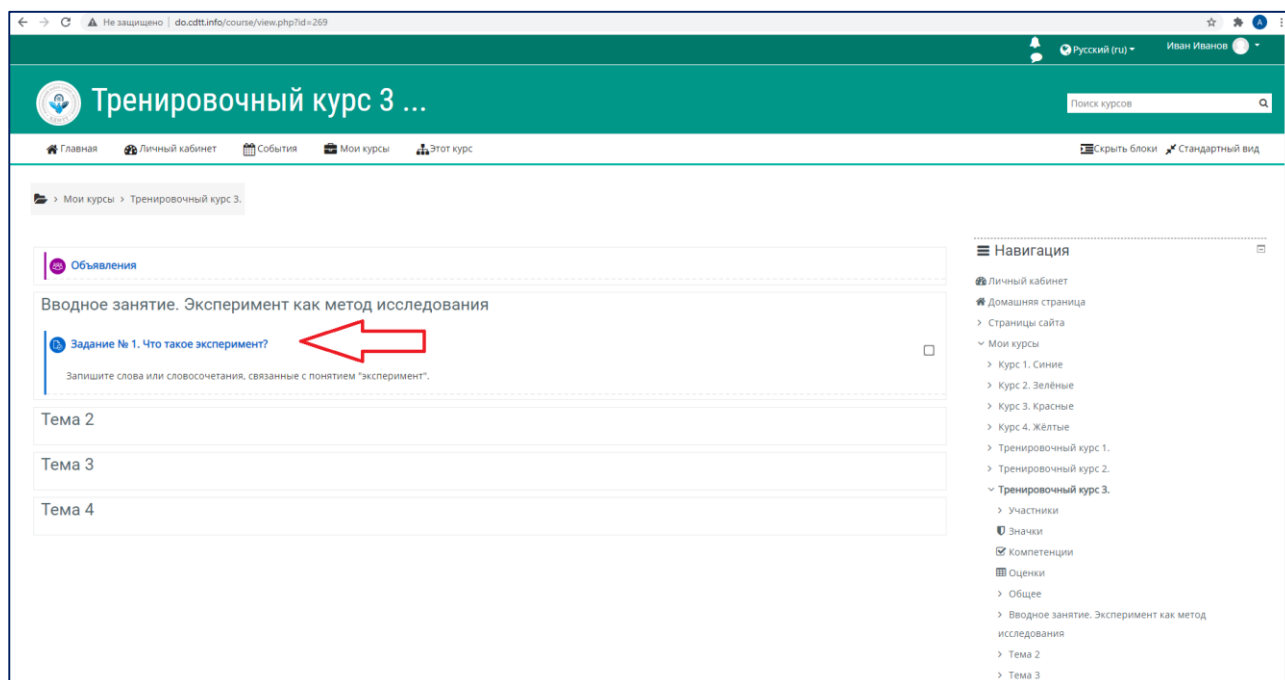 Не защищено | do.cdtt.info/course/view.php?id=269
A
Русский (ru)
Иван Иванов
Тренировочный курс 3 ...
Поиск курсов
Главная Личный кабинет События Мои курсы Этот курс
Скрыть блоки Стандартный вид
> Мои курсы > Тренировочный курс 3.
Объявления
Вводное занятие. Эксперимент как метод исследования
Задание № 1. Что такое эксперимент?
Запишите слова или словосочетания, связанные с понятием "эксперимент".
Тема 2
Тема 3
Тема 4
Навигация
Личный кабинет
Домашняя страница
Страницы сайта
Мои курсы
Курс 1. Синие
Курс 2. Зелёные
Курс 3. Красные
Курс 4. Жёлтые
Тренировочный курс 1.
Тренировочный курс 2.
Тренировочный курс 3.
Участники
Значки
Компетенции
Оценки
Общее
Вводное занятие. Эксперимент как метод
исследования
Тема 2
Тема 3